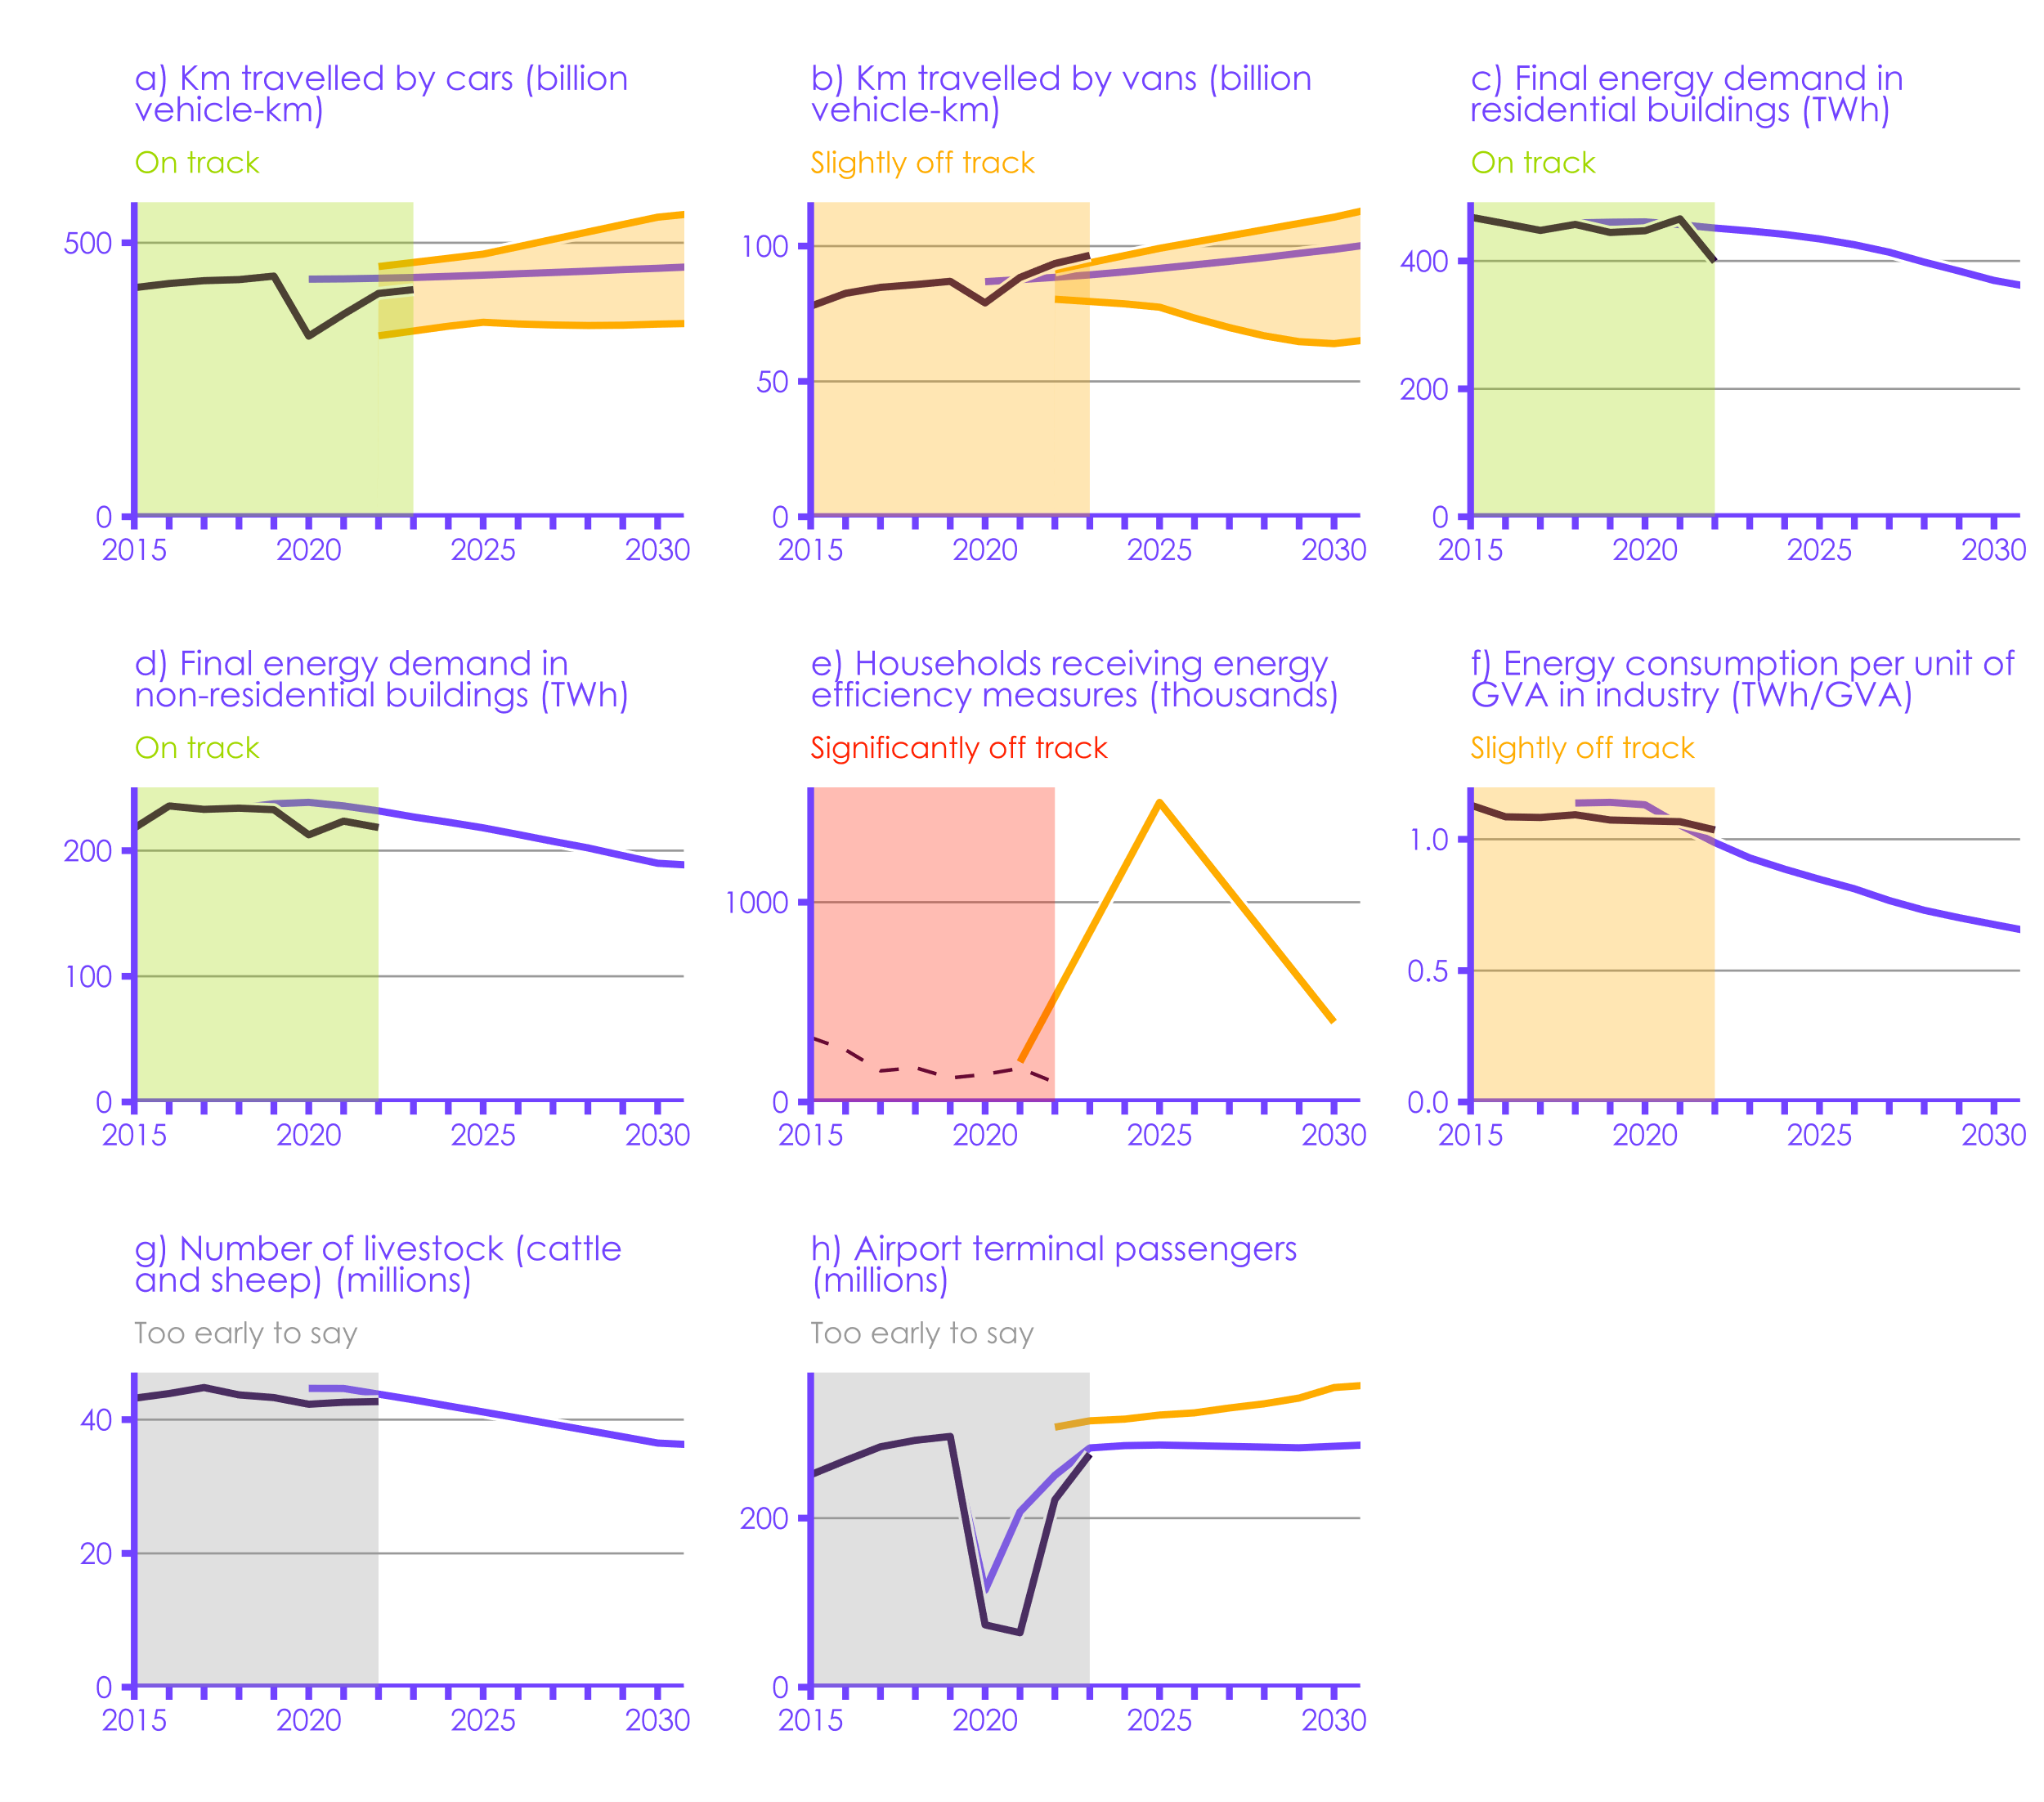 a) Km travelled by cars (billion
vehicle-km)
On track
500
0
2015
2020
2025
2030
b) Km travelled by vans (billion
vehicle-km)
Slightly off track
100
50
0
2015
2020
2025
2030
c) Final energy demand in
residential buildings (TWh)
On track
400
200
0
2015
2020
2025
2030
d) Final energy demand in
non-residential buildings (TWh)
On track
200
100
0
2015
2020
2025
2030
e) Households receiving energy
efficiency measures (thousands)
Significantly off track
1000
0
2015
2020
2025
2030
f) Energy consumption per unit of
GVA in industry (TWh/GVA)
Slightly off track
1.0
0.5
0.0
2015
2020
2025
2030
g) Number of livestock (cattle
and sheep) (millions)
Too early to say
40
20
0
2015
2020
2025
2030
h) Airport terminal passengers
(millions)
Too early to say
200
0
2015
2020
2025
2030